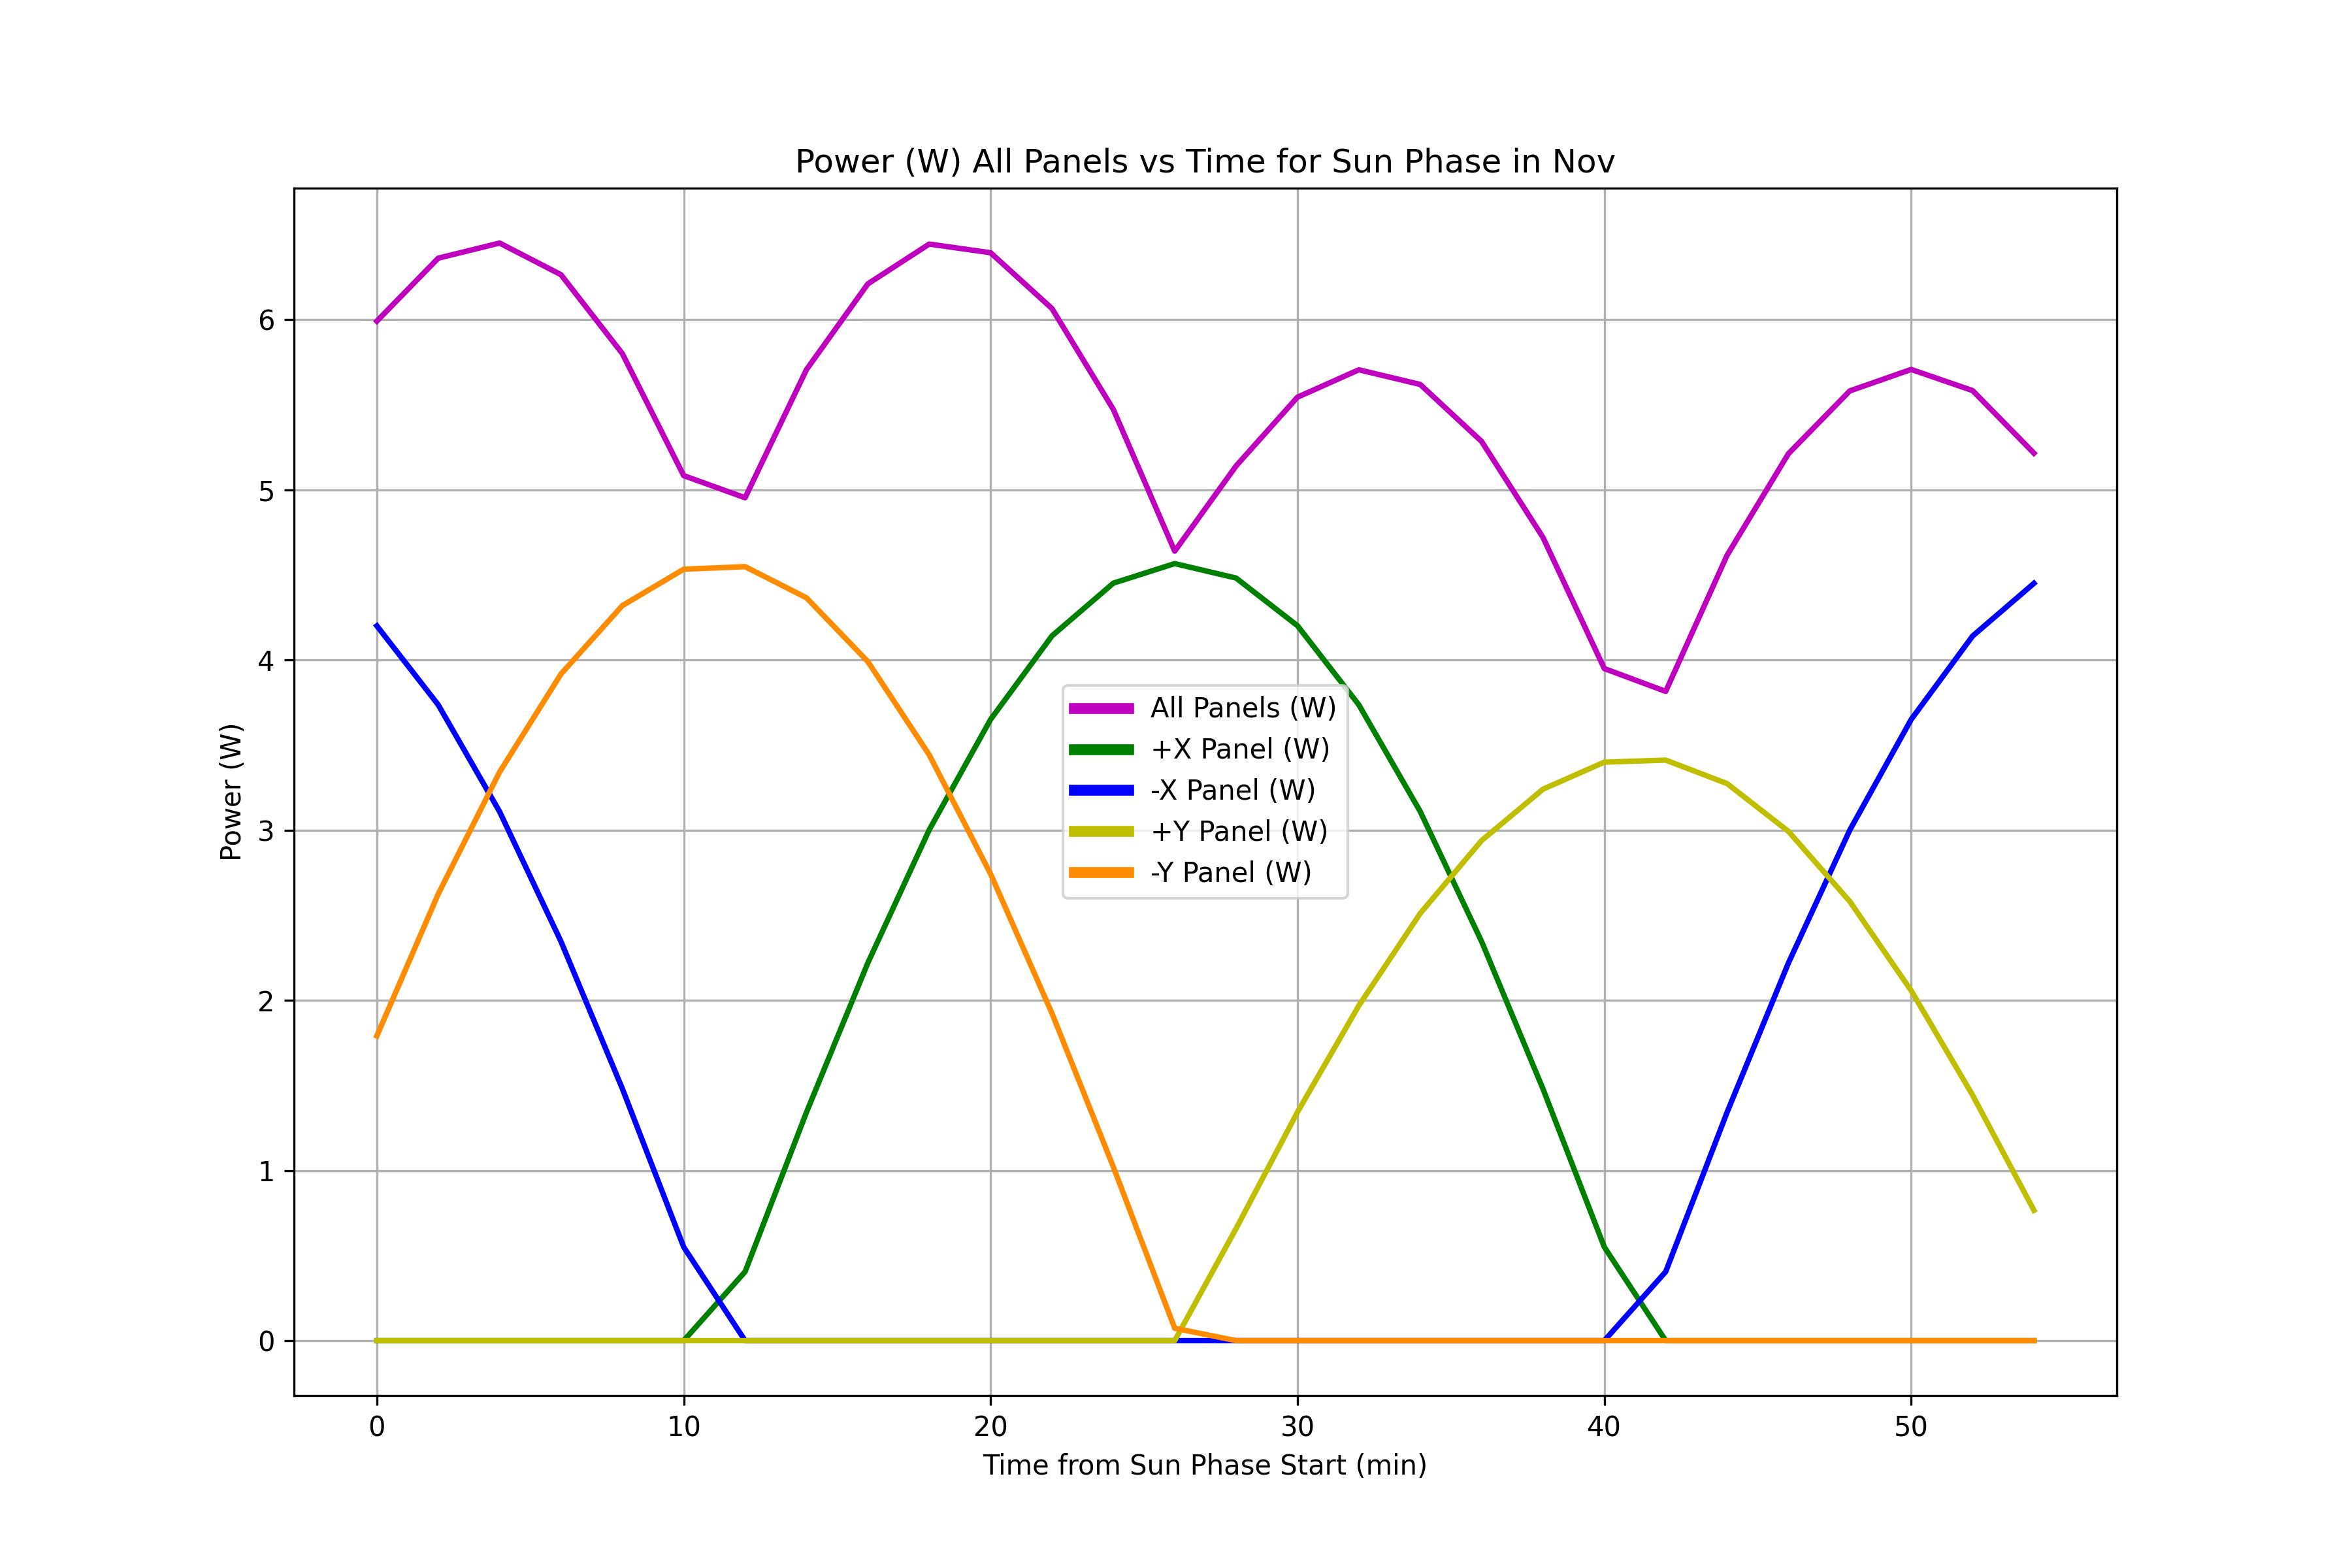 Power (W) All Panels vs Time for Sun Phase in Nov
Power (W)
6
5
4
3
2
1
0
All Panels (W)
+X Panel (W)
-X Panel (W)
+Y Panel (W)
-Y Panel (W)
0 10 20 30 40 50
Time from Sun Phase Start (min)